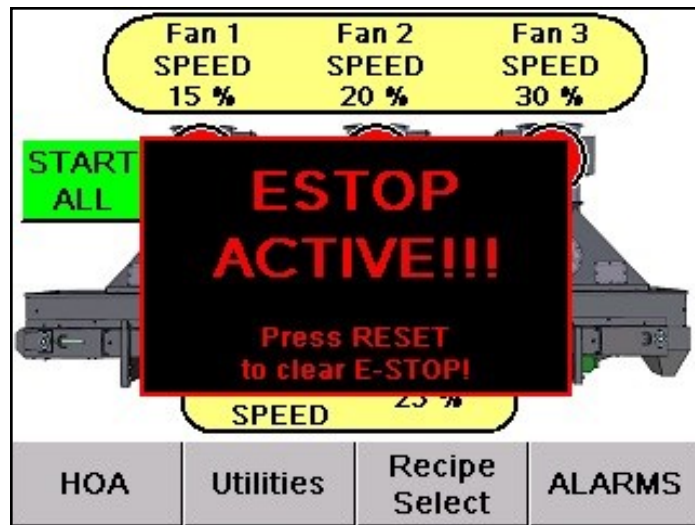 Fan 1 Fan 2 Fan 3
SPEED SPEED SPEED
15 % 20 % 30 %
START
ALL
ESTOP
ACTIVE!!!
Press RESET
to clear E-STOP!
SPEED
HOA Utilities Recipe Select ALARMS